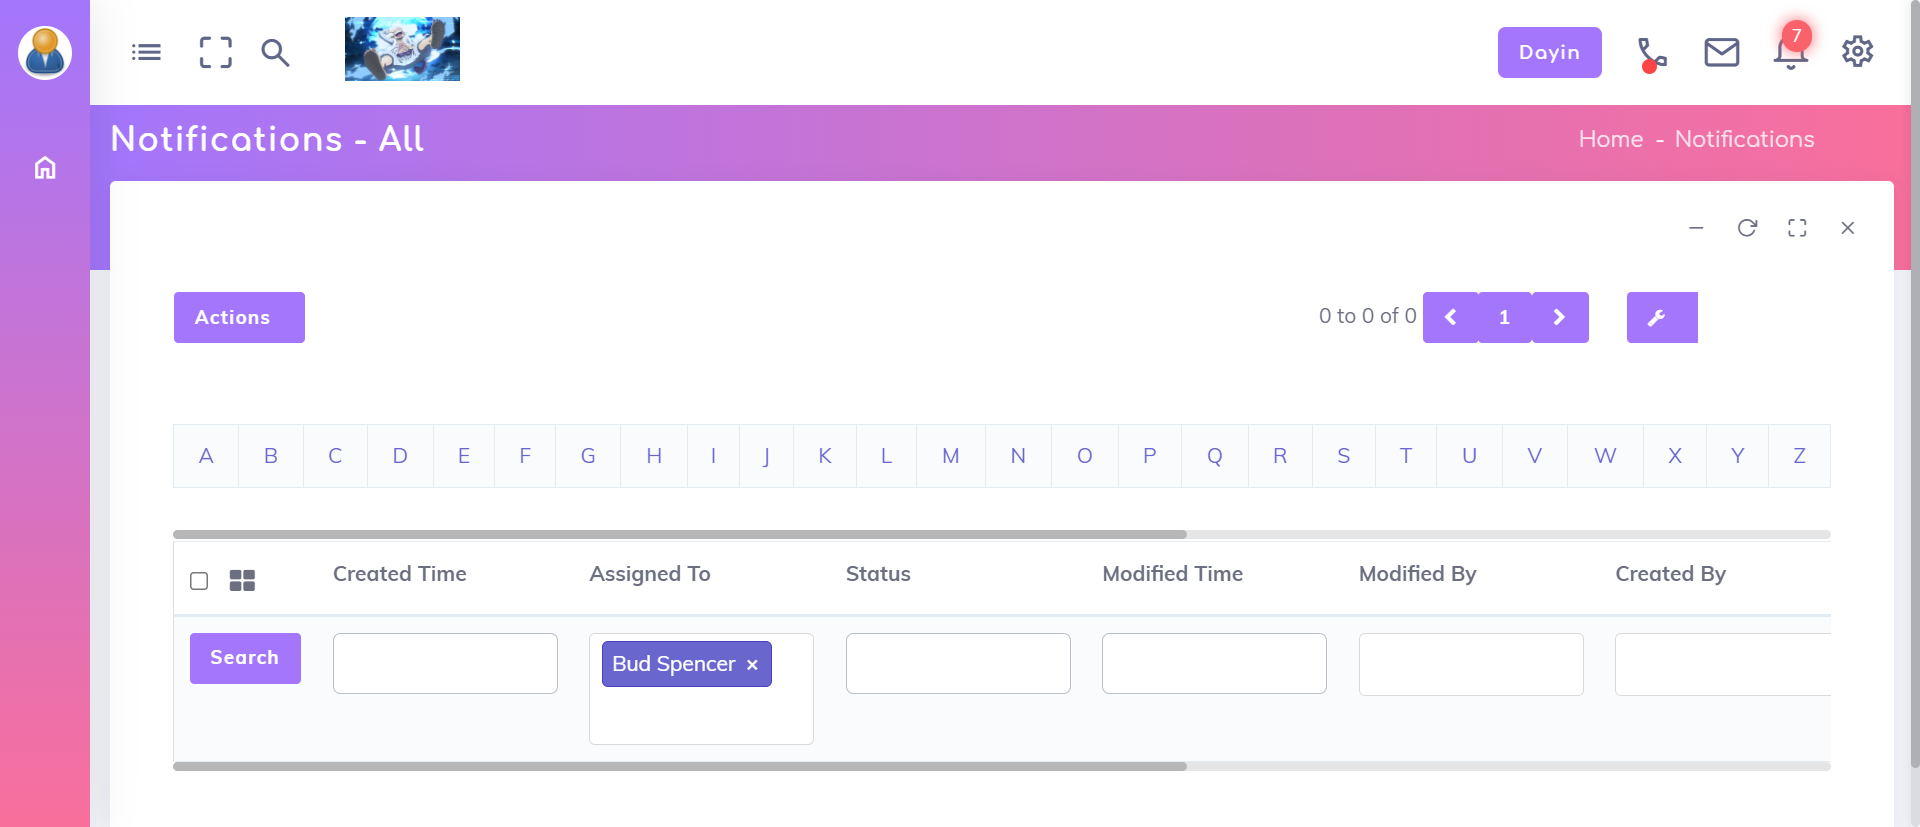 Dayin
7
Notifications - All
Home - Notifications
Actions
0 to 0 of 0
1
A B C D E F G H I J K L M N O P Q R S T U V W X Y Z
Created Time Assigned To Status Modified Time Modified By Created By
Search
Bud Spencer ×